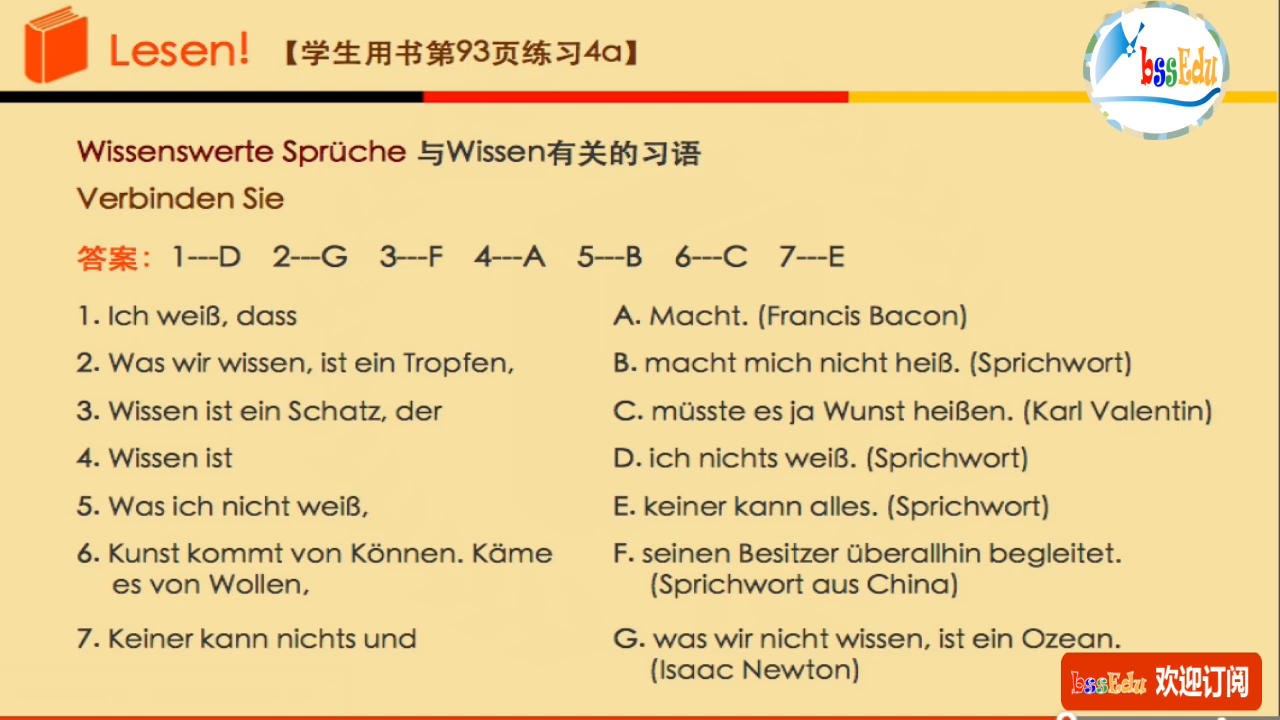 Lesen! 【学生用书第93页练习4a】
bssEdu
Wissenswerte Sprüche 与Wissen有关的习语
Verbinden Sie
答案： 1---D 2---G 3---F 4---A 5---B 6---C 7---E
1. Ich weiß, dass
A. Macht. (Francis Bacon)
2. Was wir wissen, ist ein Tropfen,
B. macht mich nicht heiß. (Sprichwort)
3. Wissen ist ein Schatz, der
C. müsste es ja Wunst heißen. (Karl Valentin)
4. Wissen ist
D. ich nichts weiß. (Sprichwort)
5. Was ich nicht weiß,
E. keiner kann alles. (Sprichwort)
6. Kunst kommt von Können. Käme
es von Wollen,
F. seinen Besitzer überallhin begleitet.
(Sprichwort aus China)
7. Keiner kann nichts und
G. was wir nicht wissen, ist ein Ozean.
(Isaac Newton)
bssEdu 欢迎订阅